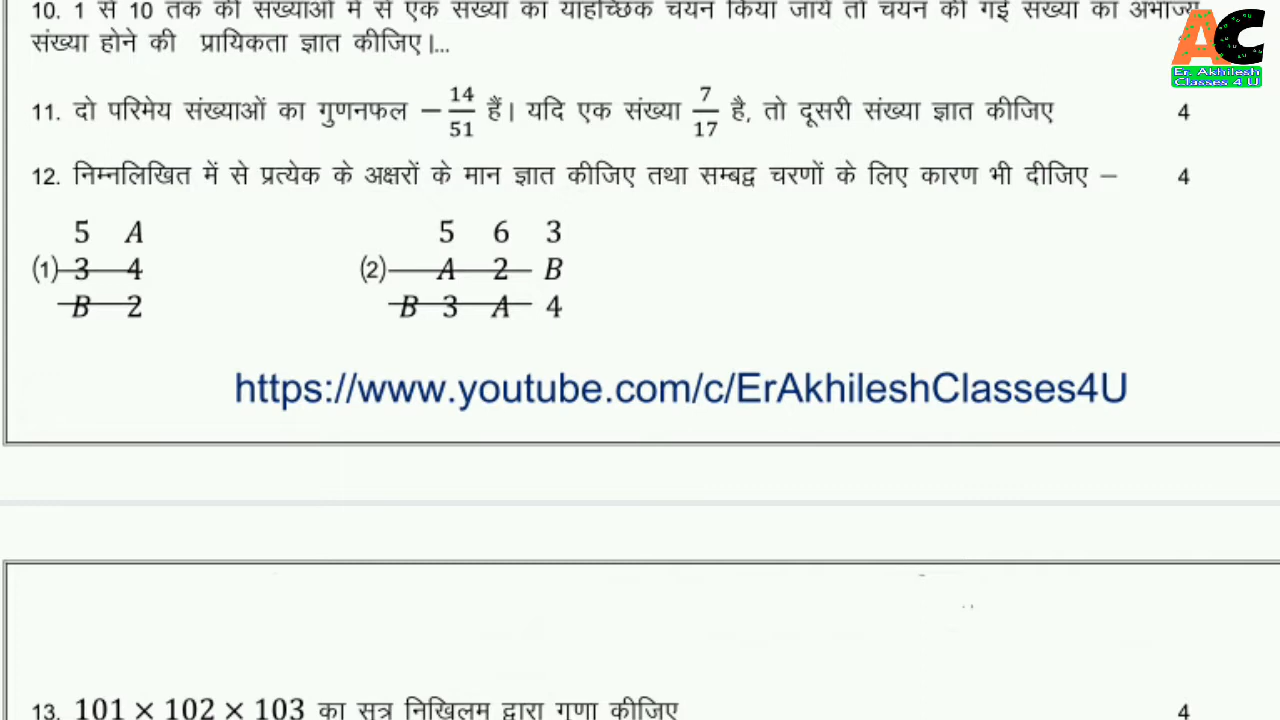 10. 1 से 10 तक की संख्याओं में से एक संख्या का यादृच्छिक चयन किया जाये तो चयन की गई संख्या का अभाज्य
संख्या होने की प्रायिकता ज्ञात कीजिए।...
11. दो परिमेय संख्याओं का गुणनफल −14/51 हैं। यदि एक संख्या 7/17 है, तो दूसरी संख्या ज्ञात कीजिए 4
12. निम्नलिखित में से प्रत्येक के अक्षरों के मान ज्ञात कीजिए तथा सम्बद्व चरणों के लिए कारण भी दीजिए – 4
5 A 5 6 3
(1) 3 4 (2) A 2 B
B 2 B 3 A 4
https://www.youtube.com/c/ErAkhileshClasses4U
13. 101 × 102 × 103 का सूत्र निखिलम् द्वारा गुणा कीजिए 4
AC
Er. Akhilesh
Classes 4 U